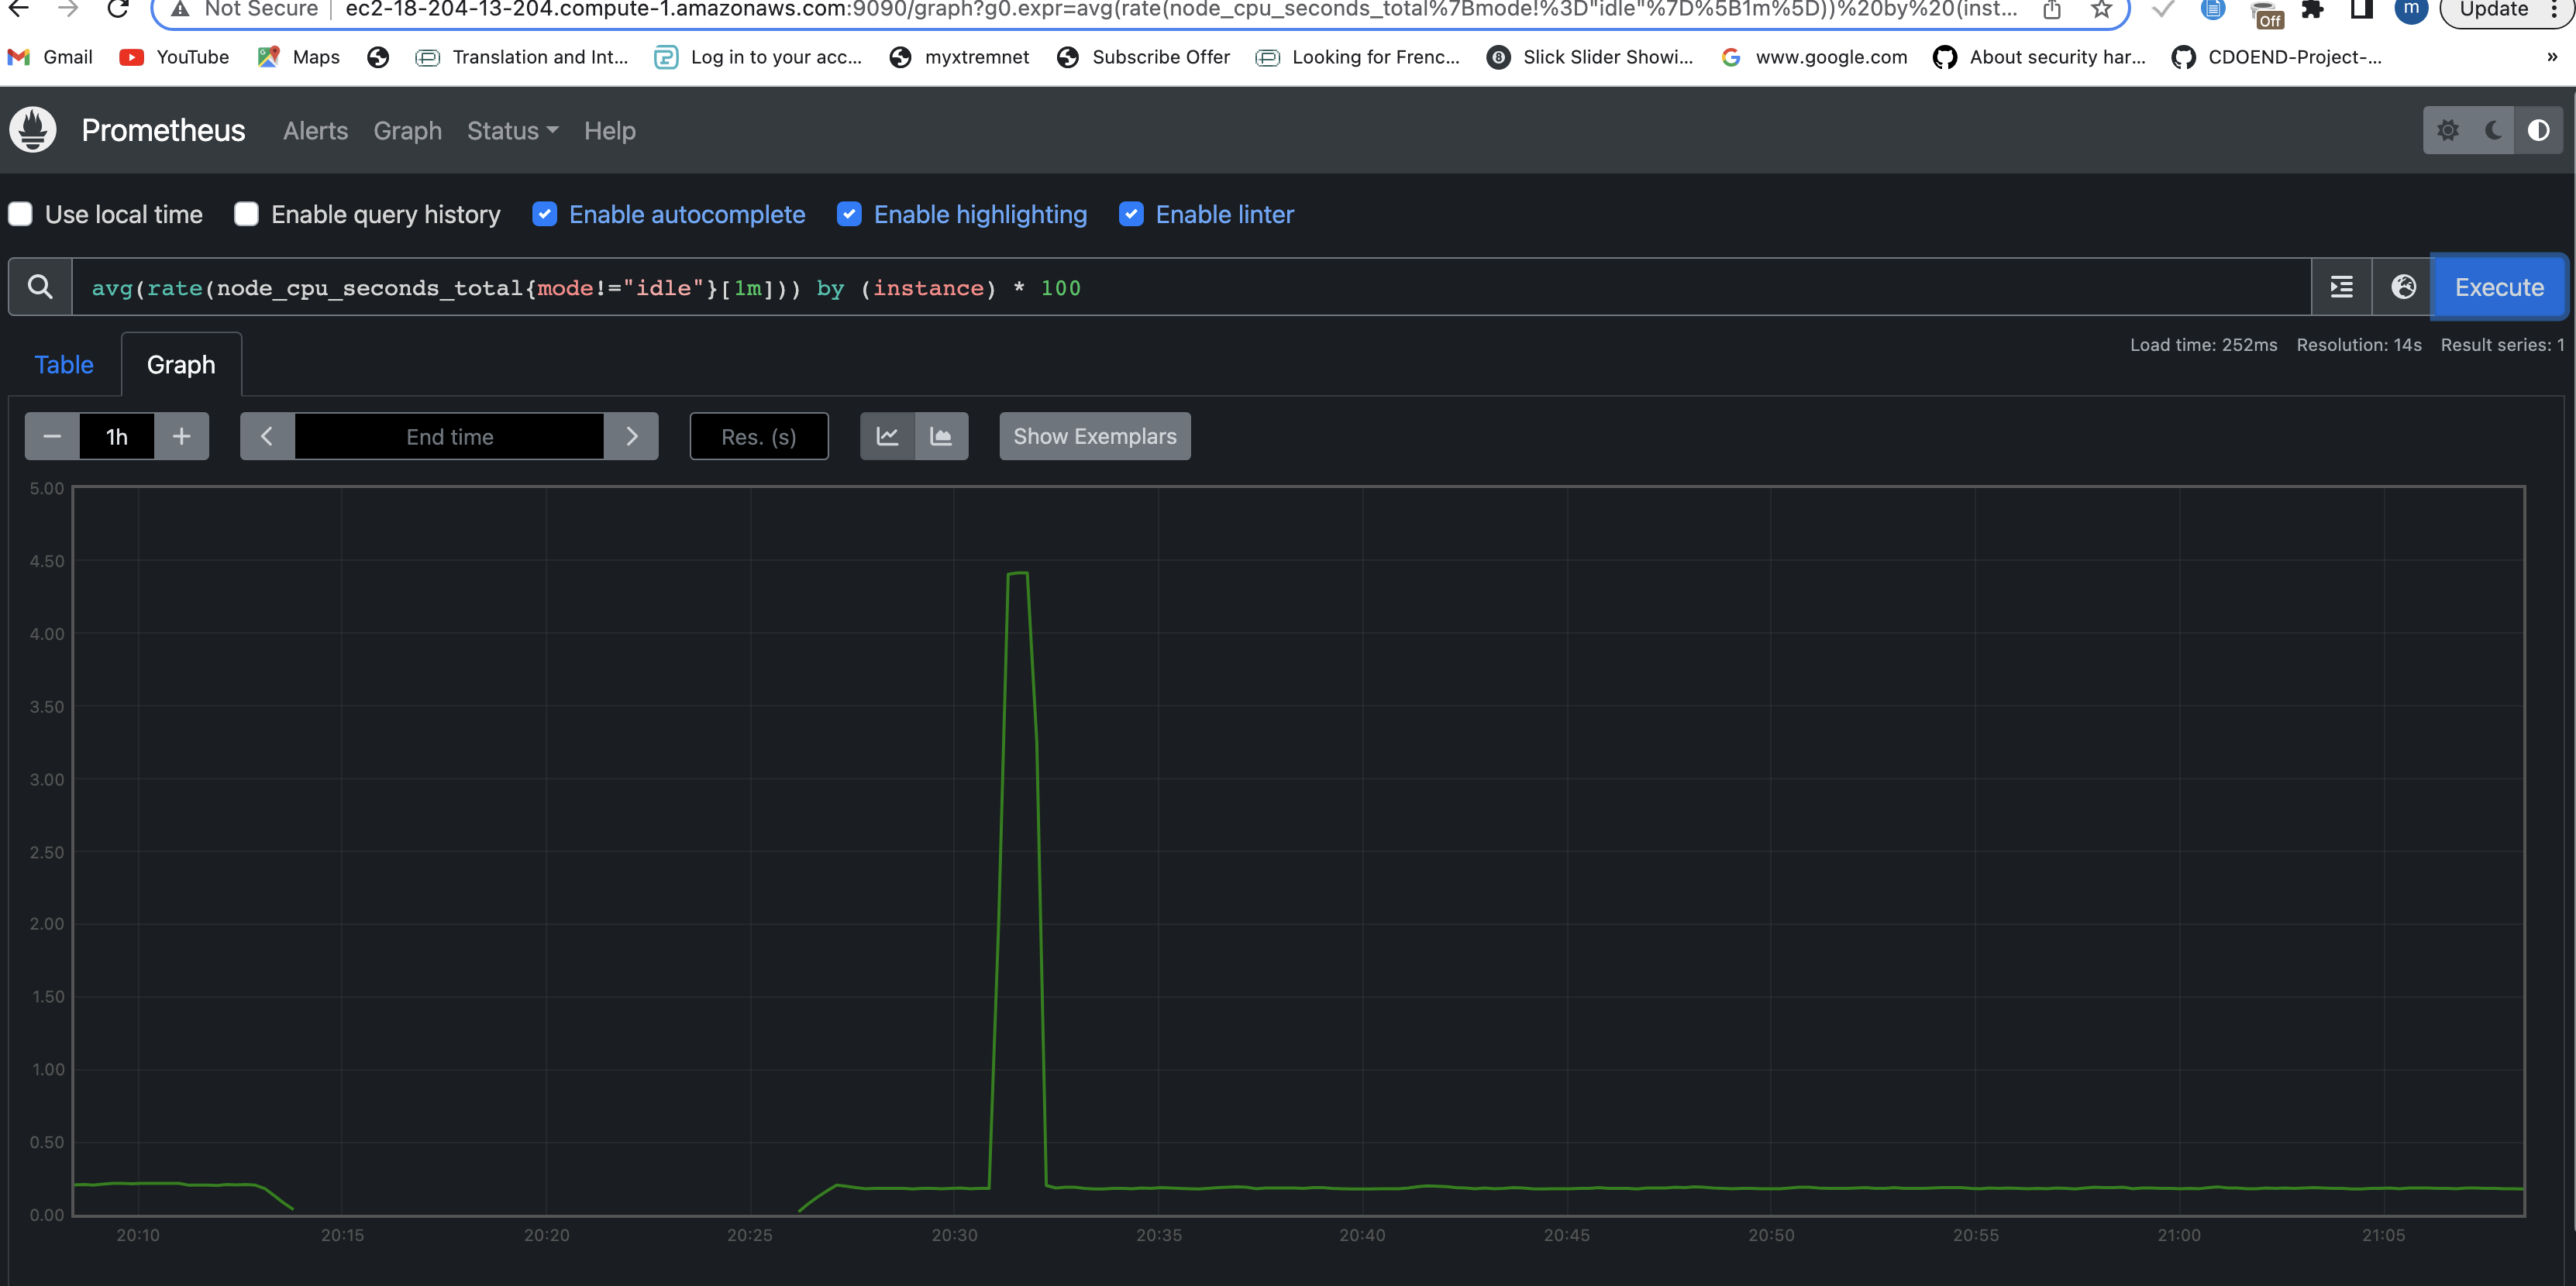 Not Secure | ec2-18-204-13-204.compute-1.amazonaws.com:9090/graph?g0.expr=avg(rate(node_cpu_seconds_total%7Bmode!%3D"idle"%7D%5B1m%5D))%20by%20(inst... Off m Update
Gmail YouTube Maps Translation and Int... Log in to your acc... myxtremnet Subscribe Offer Looking for Frenc... Slick Slider Showi... www.google.com About security har... CDOEND-Project-... »
Prometheus Alerts Graph Status Help
Use local time Enable query history Enable autocomplete Enable highlighting Enable linter
avg(rate(node_cpu_seconds_total{mode!="idle"}[1m])) by (instance) * 100 Execute
Load time: 252ms Resolution: 14s Result series: 1
Table Graph
1h End time Res. (s) Show Exemplars
5.00
4.50
4.00
3.50
3.00
2.50
2.00
1.50
1.00
0.50
0.00
20:10 20:15 20:20 20:25 20:30 20:35 20:40 20:45 20:50 20:55 21:00 21:05